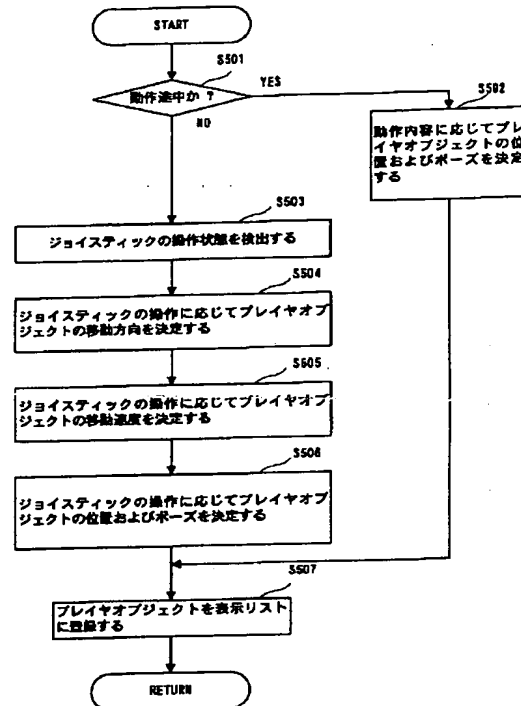 START
S501
動作途中か ?
YES
NO
S502
動作内容に応じてプレ
イヤオブジェクトの位
置およびポーズを決定
する
S503
ジョイスティックの操作状態を検出する
S504
ジョイスティックの操作に応じてプレイヤオブ
ジェクトの移動方向を決定する
S505
ジョイスティックの操作に応じてプレイヤオブ
ジェクトの移動速度を決定する
S506
ジョイスティックの操作に応じてプレイヤオブ
ジェクトの位置およびポーズを決定する
S507
プレイヤオブジェクトを表示リスト
に登録する
RETURN